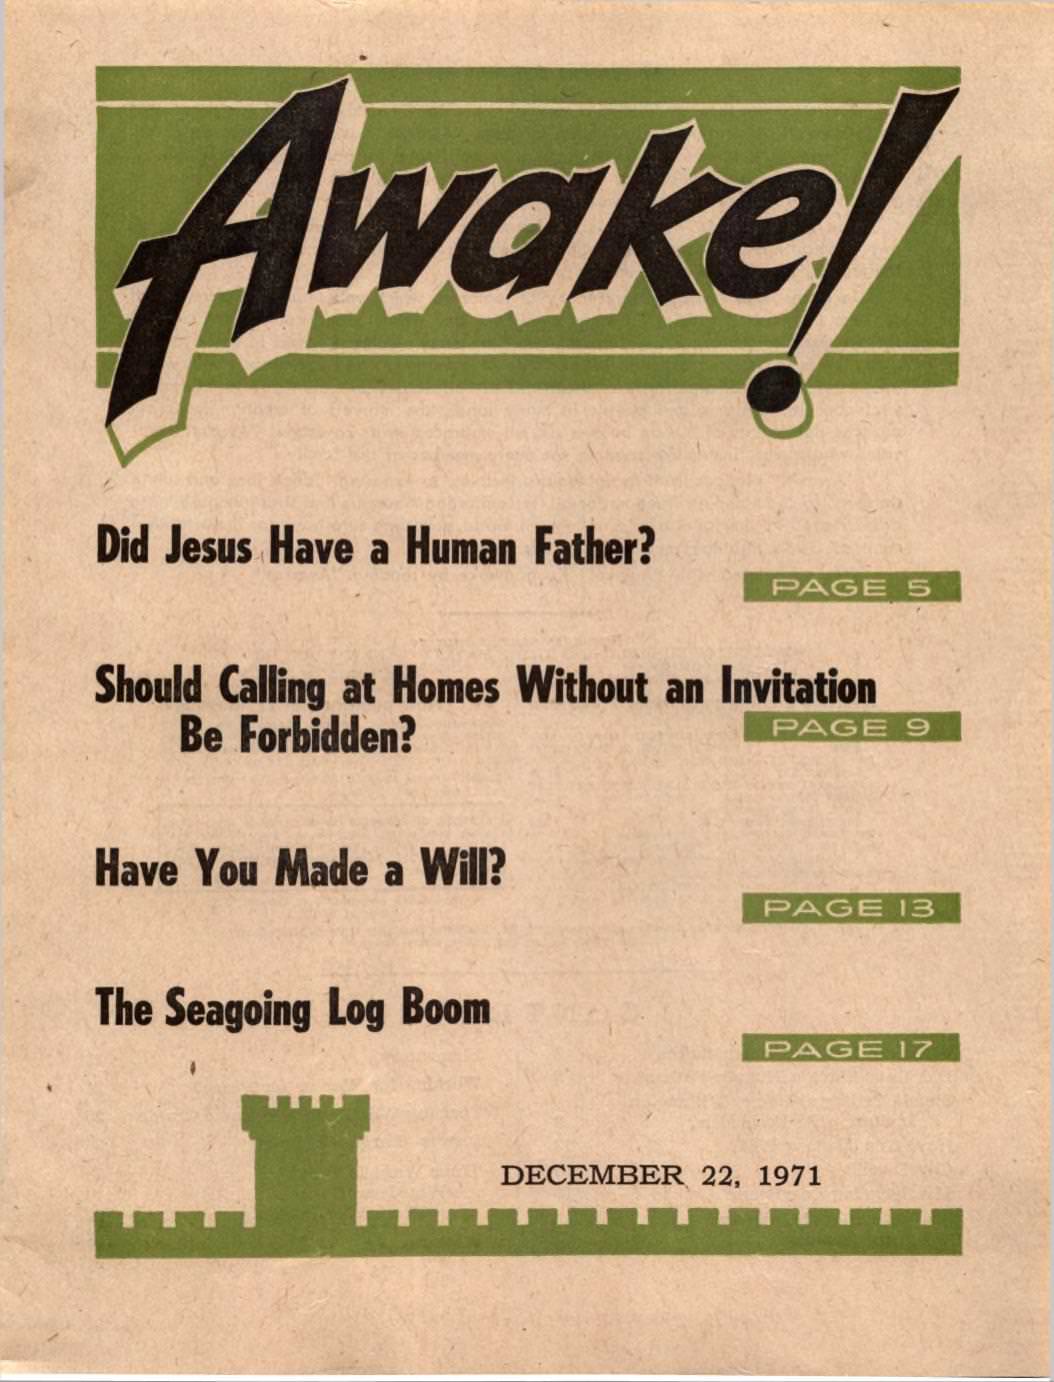 Awake!
Did Jesus Have a Human Father?
PAGE 5
Should Calling at Homes Without an Invitation
Be Forbidden?
PAGE 9
Have You Made a Will?
PAGE 13
The Seagoing Log Boom
PAGE 17
DECEMBER 22, 1971